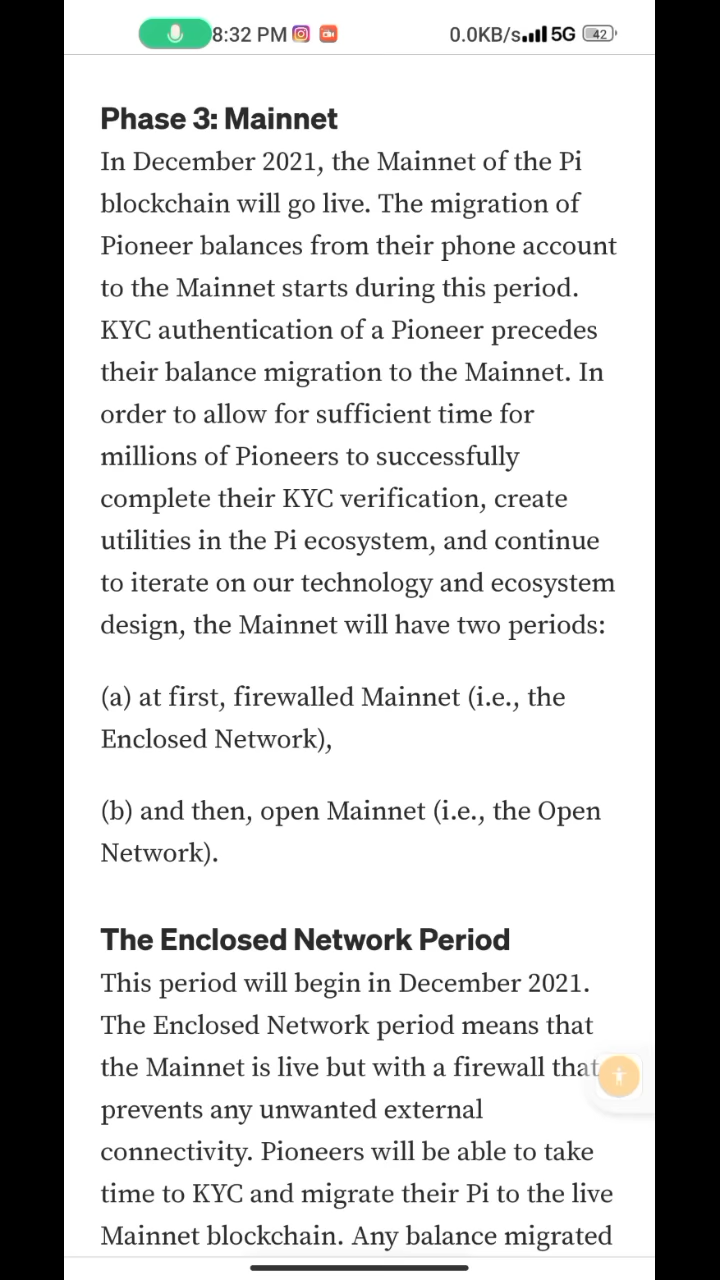 8:32 PM 0.0KB/s 5G 42
Phase 3: Mainnet
In December 2021, the Mainnet of the Pi
blockchain will go live. The migration of
Pioneer balances from their phone account
to the Mainnet starts during this period.
KYC authentication of a Pioneer precedes
their balance migration to the Mainnet. In
order to allow for sufficient time for
millions of Pioneers to successfully
complete their KYC verification, create
utilities in the Pi ecosystem, and continue
to iterate on our technology and ecosystem
design, the Mainnet will have two periods:
(a) at first, firewalled Mainnet (i.e., the
Enclosed Network),
(b) and then, open Mainnet (i.e., the Open
Network).
The Enclosed Network Period
This period will begin in December 2021.
The Enclosed Network period means that
the Mainnet is live but with a firewall that
prevents any unwanted external
connectivity. Pioneers will be able to take
time to KYC and migrate their Pi to the live
Mainnet blockchain. Any balance migrated